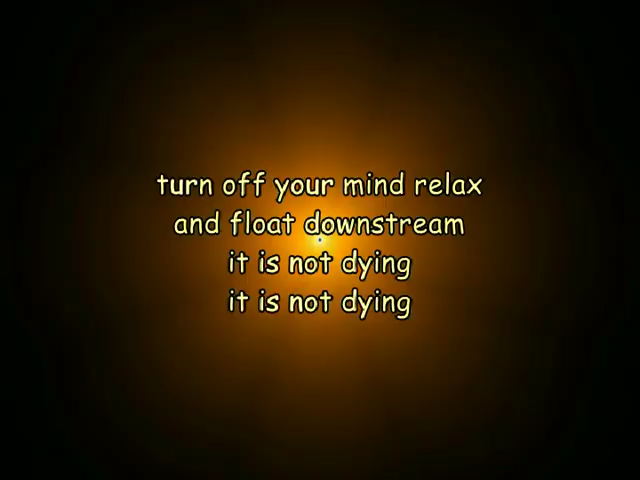 turn off your mind relax
and float downstream
it is not dying
it is not dying